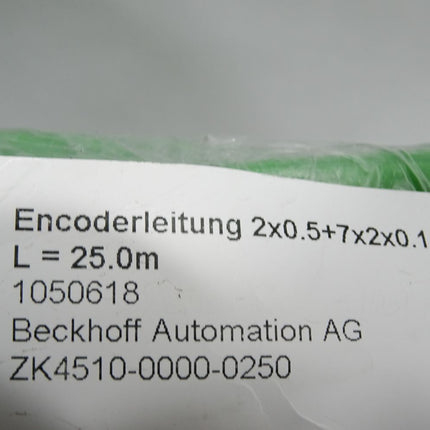 Encoderleitung 2x0.5+7x2x0.1
L = 25.0m
1050618
Beckhoff Automation AG
ZK4510-0000-0250